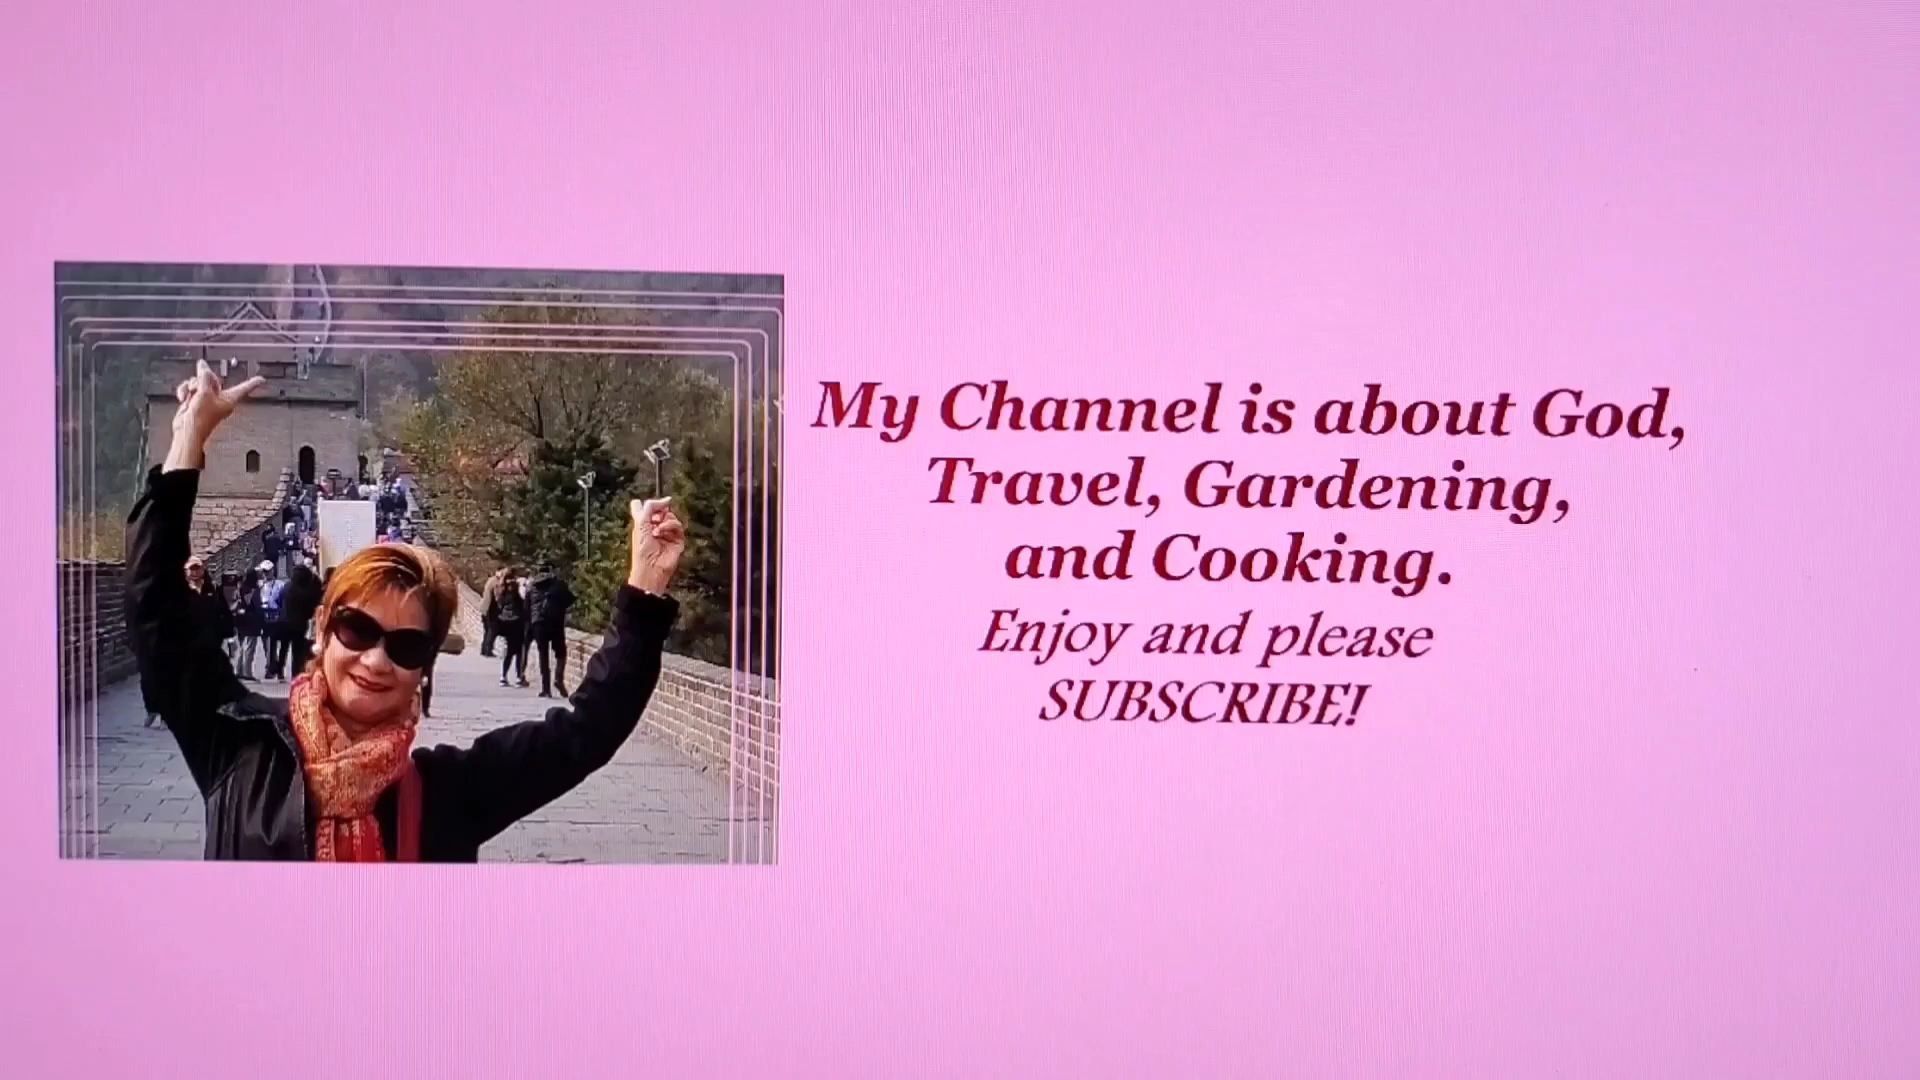 My Channel is about God,
Travel, Gardening,
and Cooking.
Enjoy and please
SUBSCRIBE!